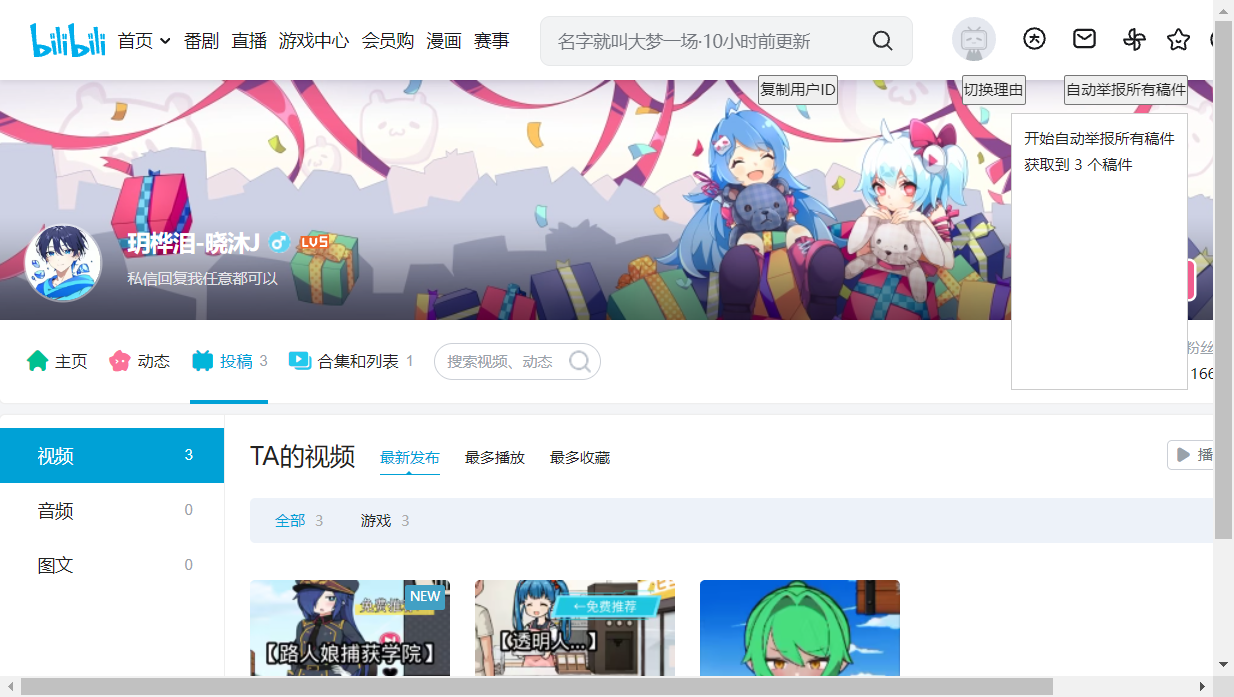 bilibili 首页 番剧 直播 游戏中心 会员购 漫画 赛事 名字就叫大梦一场·10小时前更新
复制用户ID 切换理由 自动举报所有稿件
开始自动举报所有稿件
获取到 3 个稿件
玥桦泪-晓沐J LV5
私信回复我任意都可以
主页 动态 投稿 3 合集和列表 1 搜索视频、动态 粉丝
166
视频 3
音频 0
图文 0
TA的视频 最新发布 最多播放 最多收藏 播
全部 3 游戏 3
NEW
免费推
【路人娘捕获学院】
←免费推荐
【透明人...】